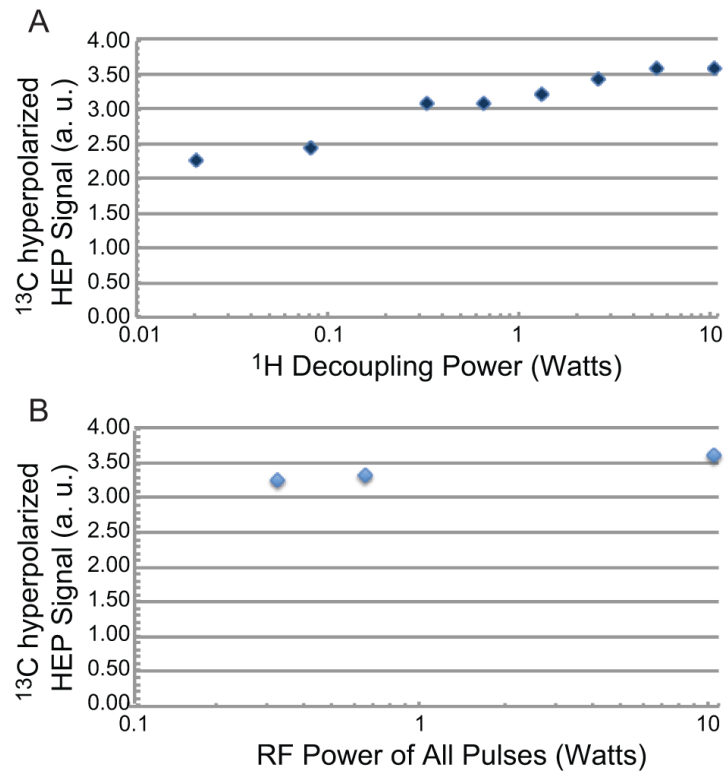 A
4.00
3.50
3.00
2.50
2.00
1.50
1.00
0.50
0.00
0.01 0.1 1 10
13C hyperpolarized
HEP Signal (a. u.)
1H Decoupling Power (Watts)
B
4.00
3.50
3.00
2.50
2.00
1.50
1.00
0.50
0.00
0.1 1 10
13C hyperpolarized
HEP Signal (a. u.)
RF Power of All Pulses (Watts)